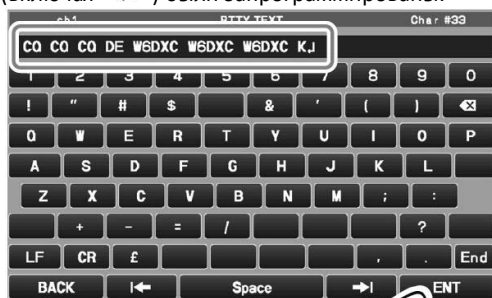 ch1 RTTY TEXT Char #33
CQ CQ CQ DE W6DXC W6DXC W6DXC K
1 2 3 4 5 6 7 8 9 0
! " # $ & ' ( )
Q W E R T Y U I O P
A S D F G H J K L
Z X C V B N M ; :
+ - = / ?
LF CR £ , . End
BACK Space ENT